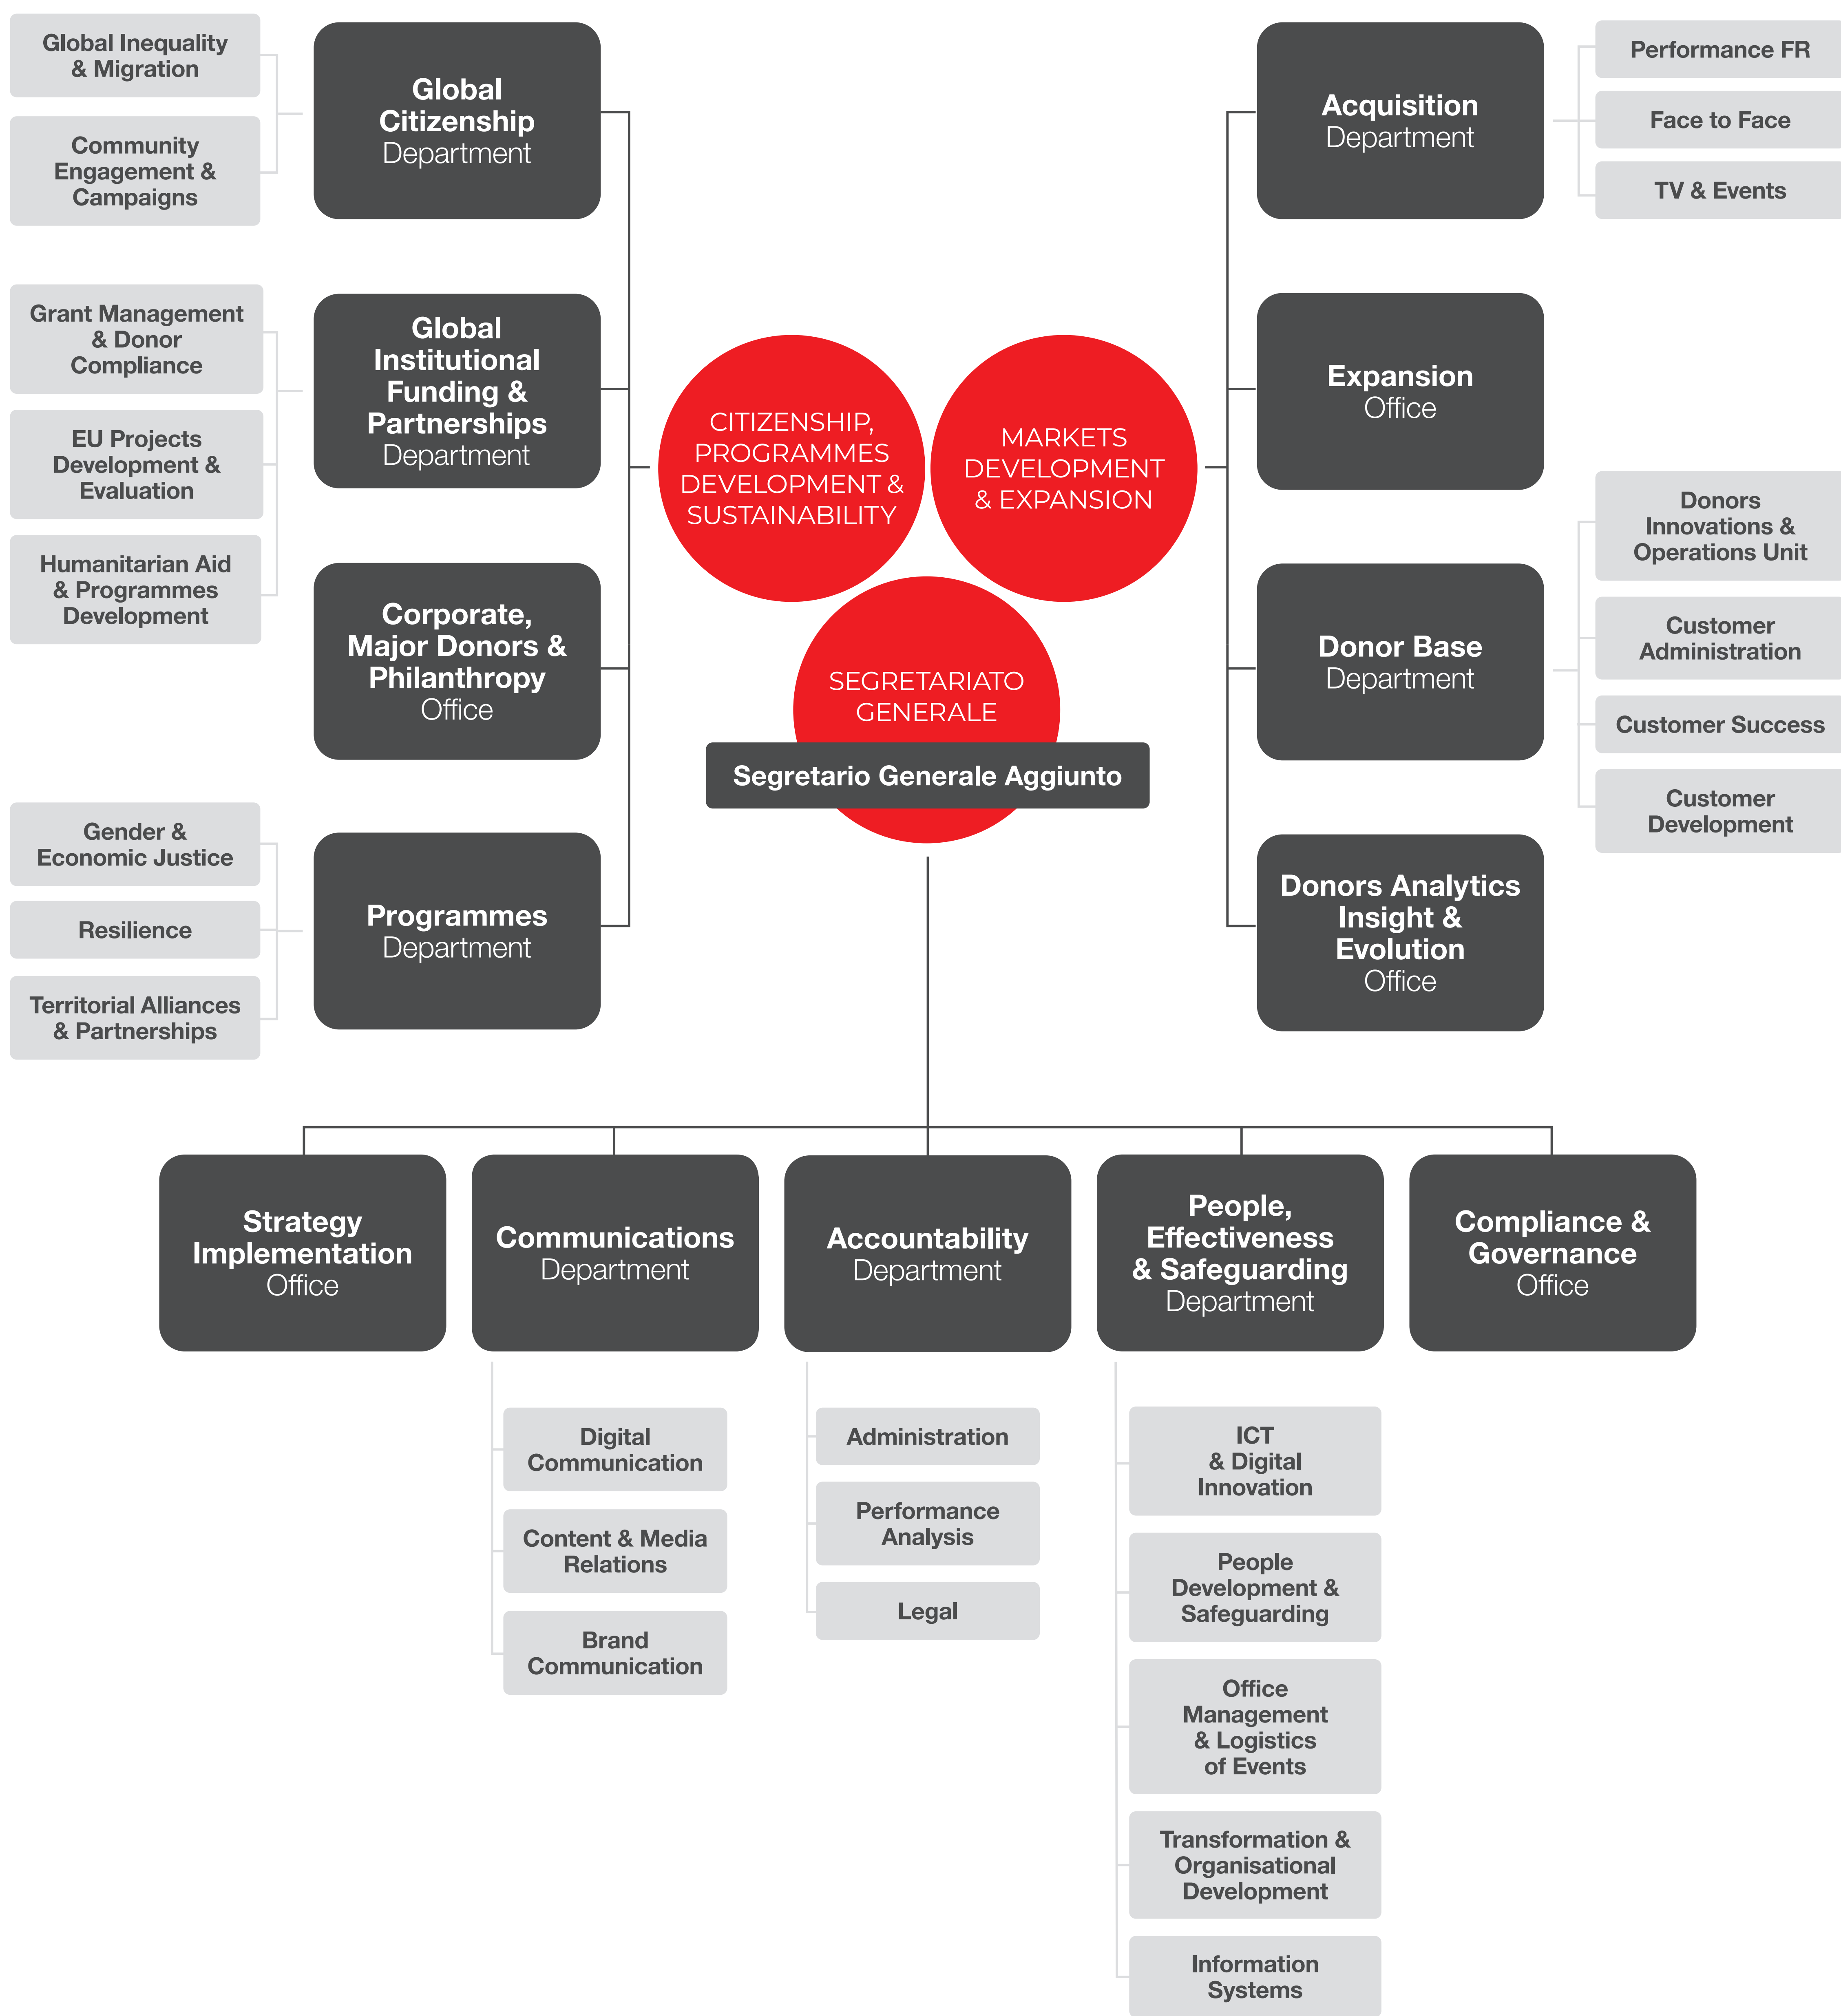 Global Inequality
& Migration
Community
Engagement &
Campaigns
Global
Citizenship
Department
Grant Management
& Donor
Compliance
EU Projects
Development &
Evaluation
Humanitarian Aid
& Programmes
Development
Global
Institutional
Funding &
Partnerships
Department
Corporate,
Major Donors &
Philanthropy
Office
Gender &
Economic Justice
Resilience
Territorial Alliances
& Partnerships
Programmes
Department
CITIZENSHIP,
PROGRAMMES
DEVELOPMENT &
SUSTAINABILITY
MARKETS
DEVELOPMENT
& EXPANSION
SEGRETARIATO
GENERALE
Segretario Generale Aggiunto
Acquisition
Department
Performance FR
Face to Face
TV & Events
Expansion
Office
Donor Base
Department
Donors
Innovations &
Operations Unit
Customer
Administration
Customer Success
Customer
Development
Donors Analytics
Insight &
Evolution
Office
Strategy
Implementation
Office
Communications
Department
Digital
Communication
Content & Media
Relations
Brand
Communication
Accountability
Department
Administration
Performance
Analysis
Legal
People,
Effectiveness
& Safeguarding
Department
ICT
& Digital
Innovation
People
Development &
Safeguarding
Office
Management
& Logistics
of Events
Transformation &
Organisational
Development
Information
Systems
Compliance &
Governance
Office